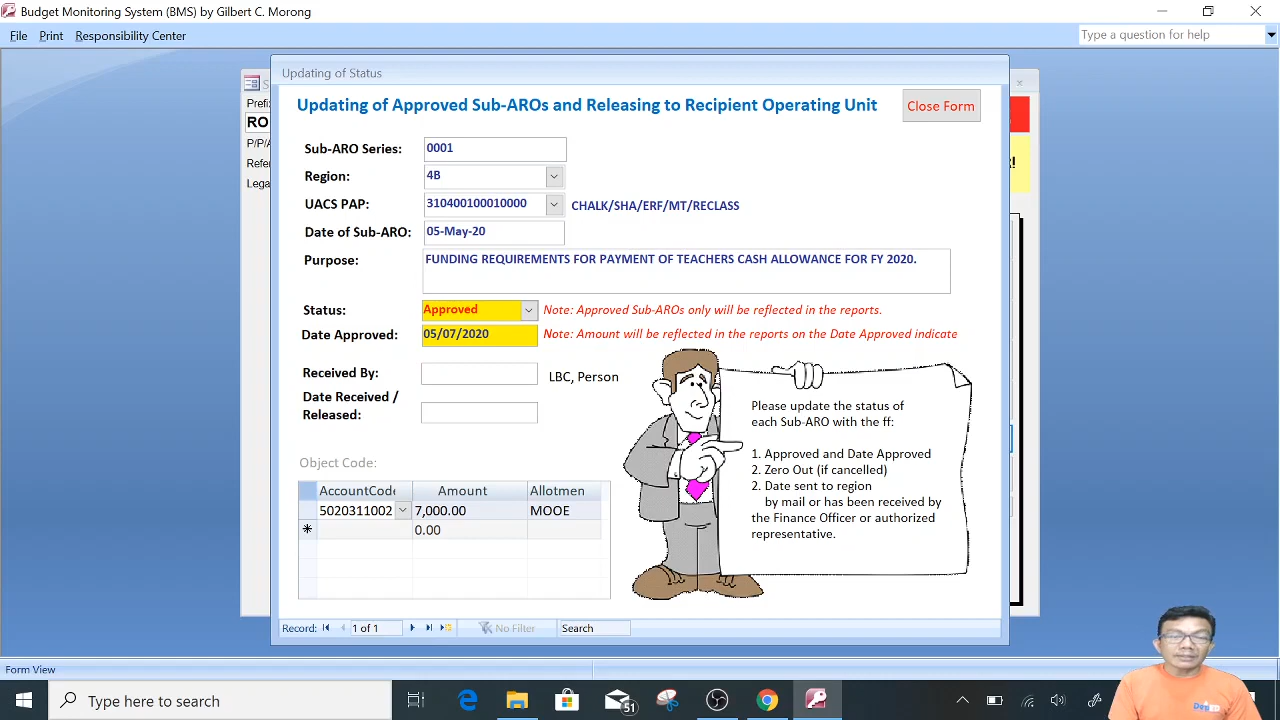 Budget Monitoring System (BMS) by Gilbert C. Morong
File Print Responsibility Center
Type a question for help
Updating of Status
Updating of Approved Sub-AROs and Releasing to Recipient Operating Unit
Close Form
Prefix
RO
P/P/A
Refer
Legal
R!
Sub-ARO Series: 0001
Region: 4B
UACS PAP: 310400100010000 CHALK/SHA/ERF/MT/RECLASS
Date of Sub-ARO: 05-May-20
Purpose: FUNDING REQUIREMENTS FOR PAYMENT OF TEACHERS CASH ALLOWANCE FOR FY 2020.
Status: Approved Note: Approved Sub-AROs only will be reflected in the reports.
Date Approved: 05/07/2020 Note: Amount will be reflected in the reports on the Date Approved indicate
Received By: LBC, Person
Date Received /
Released:
Please update the status of
each Sub-ARO with the ff:
1. Approved and Date Approved
2. Zero Out (if cancelled)
2. Date sent to region
by mail or has been received by
the Finance Officer or authorized
representative.
Object Code:
AccountCode Amount Allotmen
5020311002 7,000.00 MOOE
0.00
Record: 1 of 1 No Filter Search
Form View
Type here to search
51